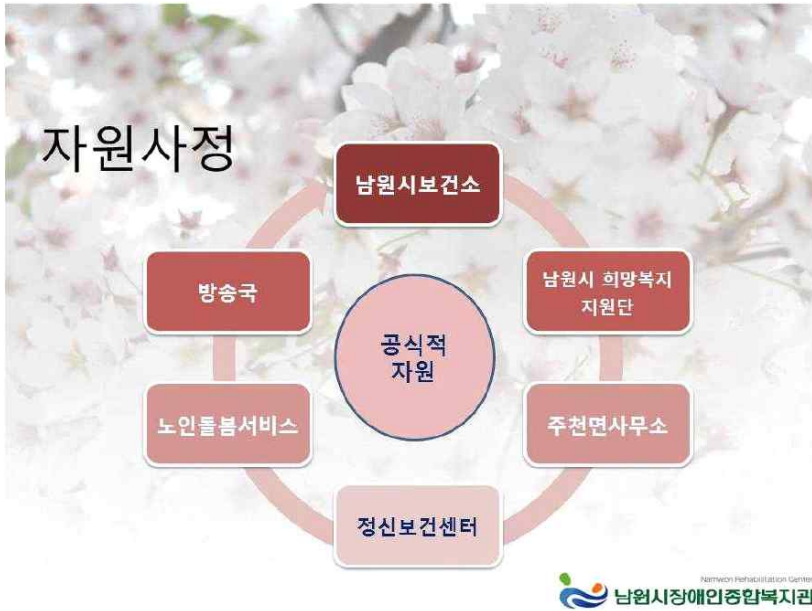 자원사정
남원시보건소
남원시 희망복지
지원단
주천면사무소
정신보건센터
노인돌봄서비스
방송국
공식적
자원
Namwon Rehabilitation Center
남원시장애인종합복지관